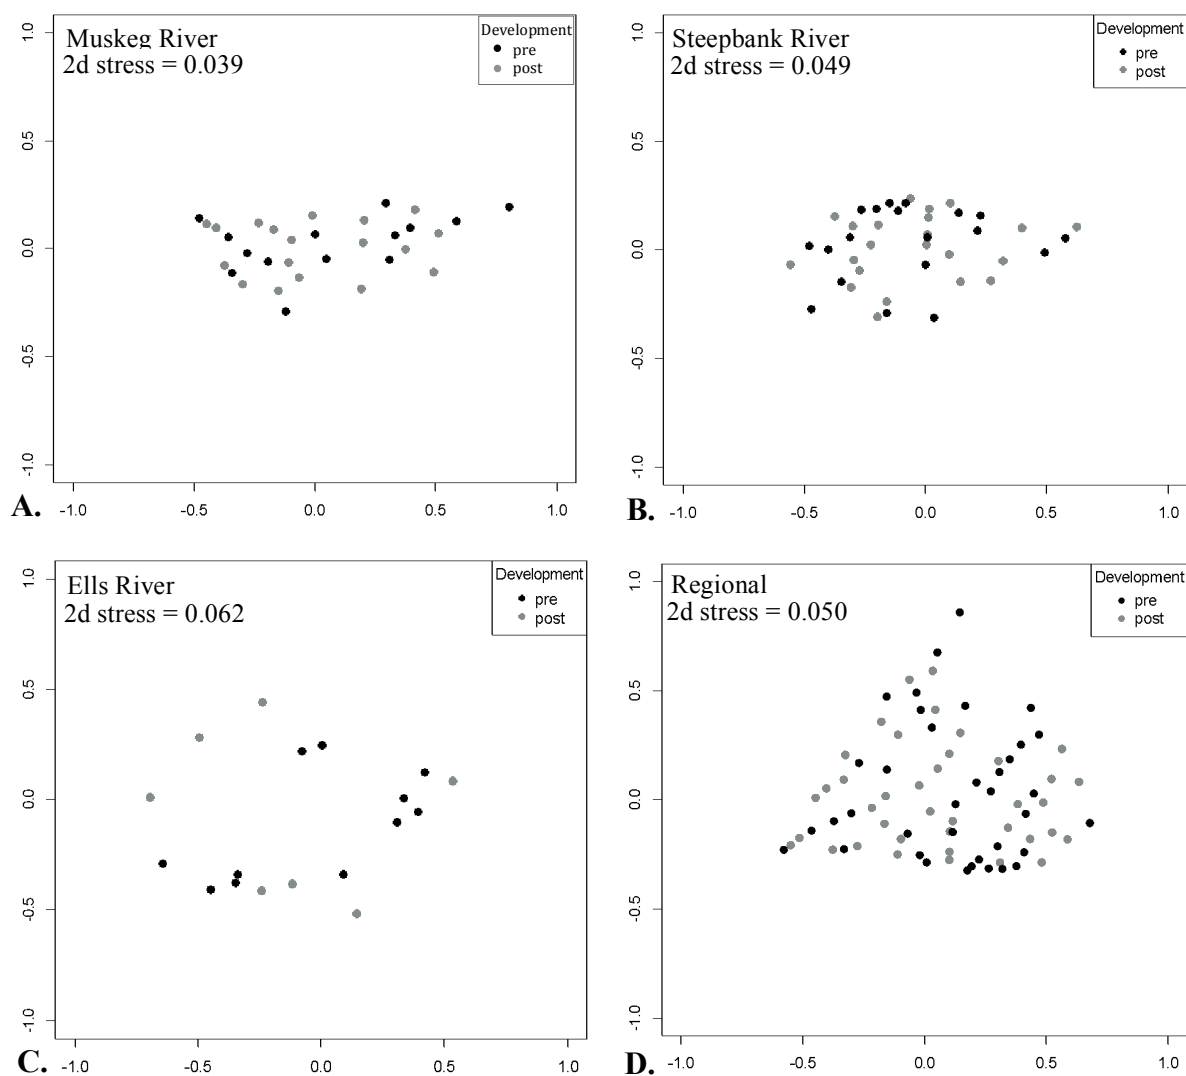 Muskeg River
2d stress = 0.039
Development
pre
post
1.0
0.5
0.0
-0.5
-1.0
-1.0 -0.5 0.0 0.5 1.0
A.
Steepbank River
2d stress = 0.049
Development
pre
post
1.0
0.5
0.0
-0.5
-1.0
-1.0 -0.5 0.0 0.5 1.0
B.
Ells River
2d stress = 0.062
Development
pre
post
1.0
0.5
0.0
-0.5
-1.0
-1.0 -0.5 0.0 0.5 1.0
C.
Regional
2d stress = 0.050
Development
pre
post
1.0
0.5
0.0
-0.5
-1.0
-1.0 -0.5 0.0 0.5 1.0
D.